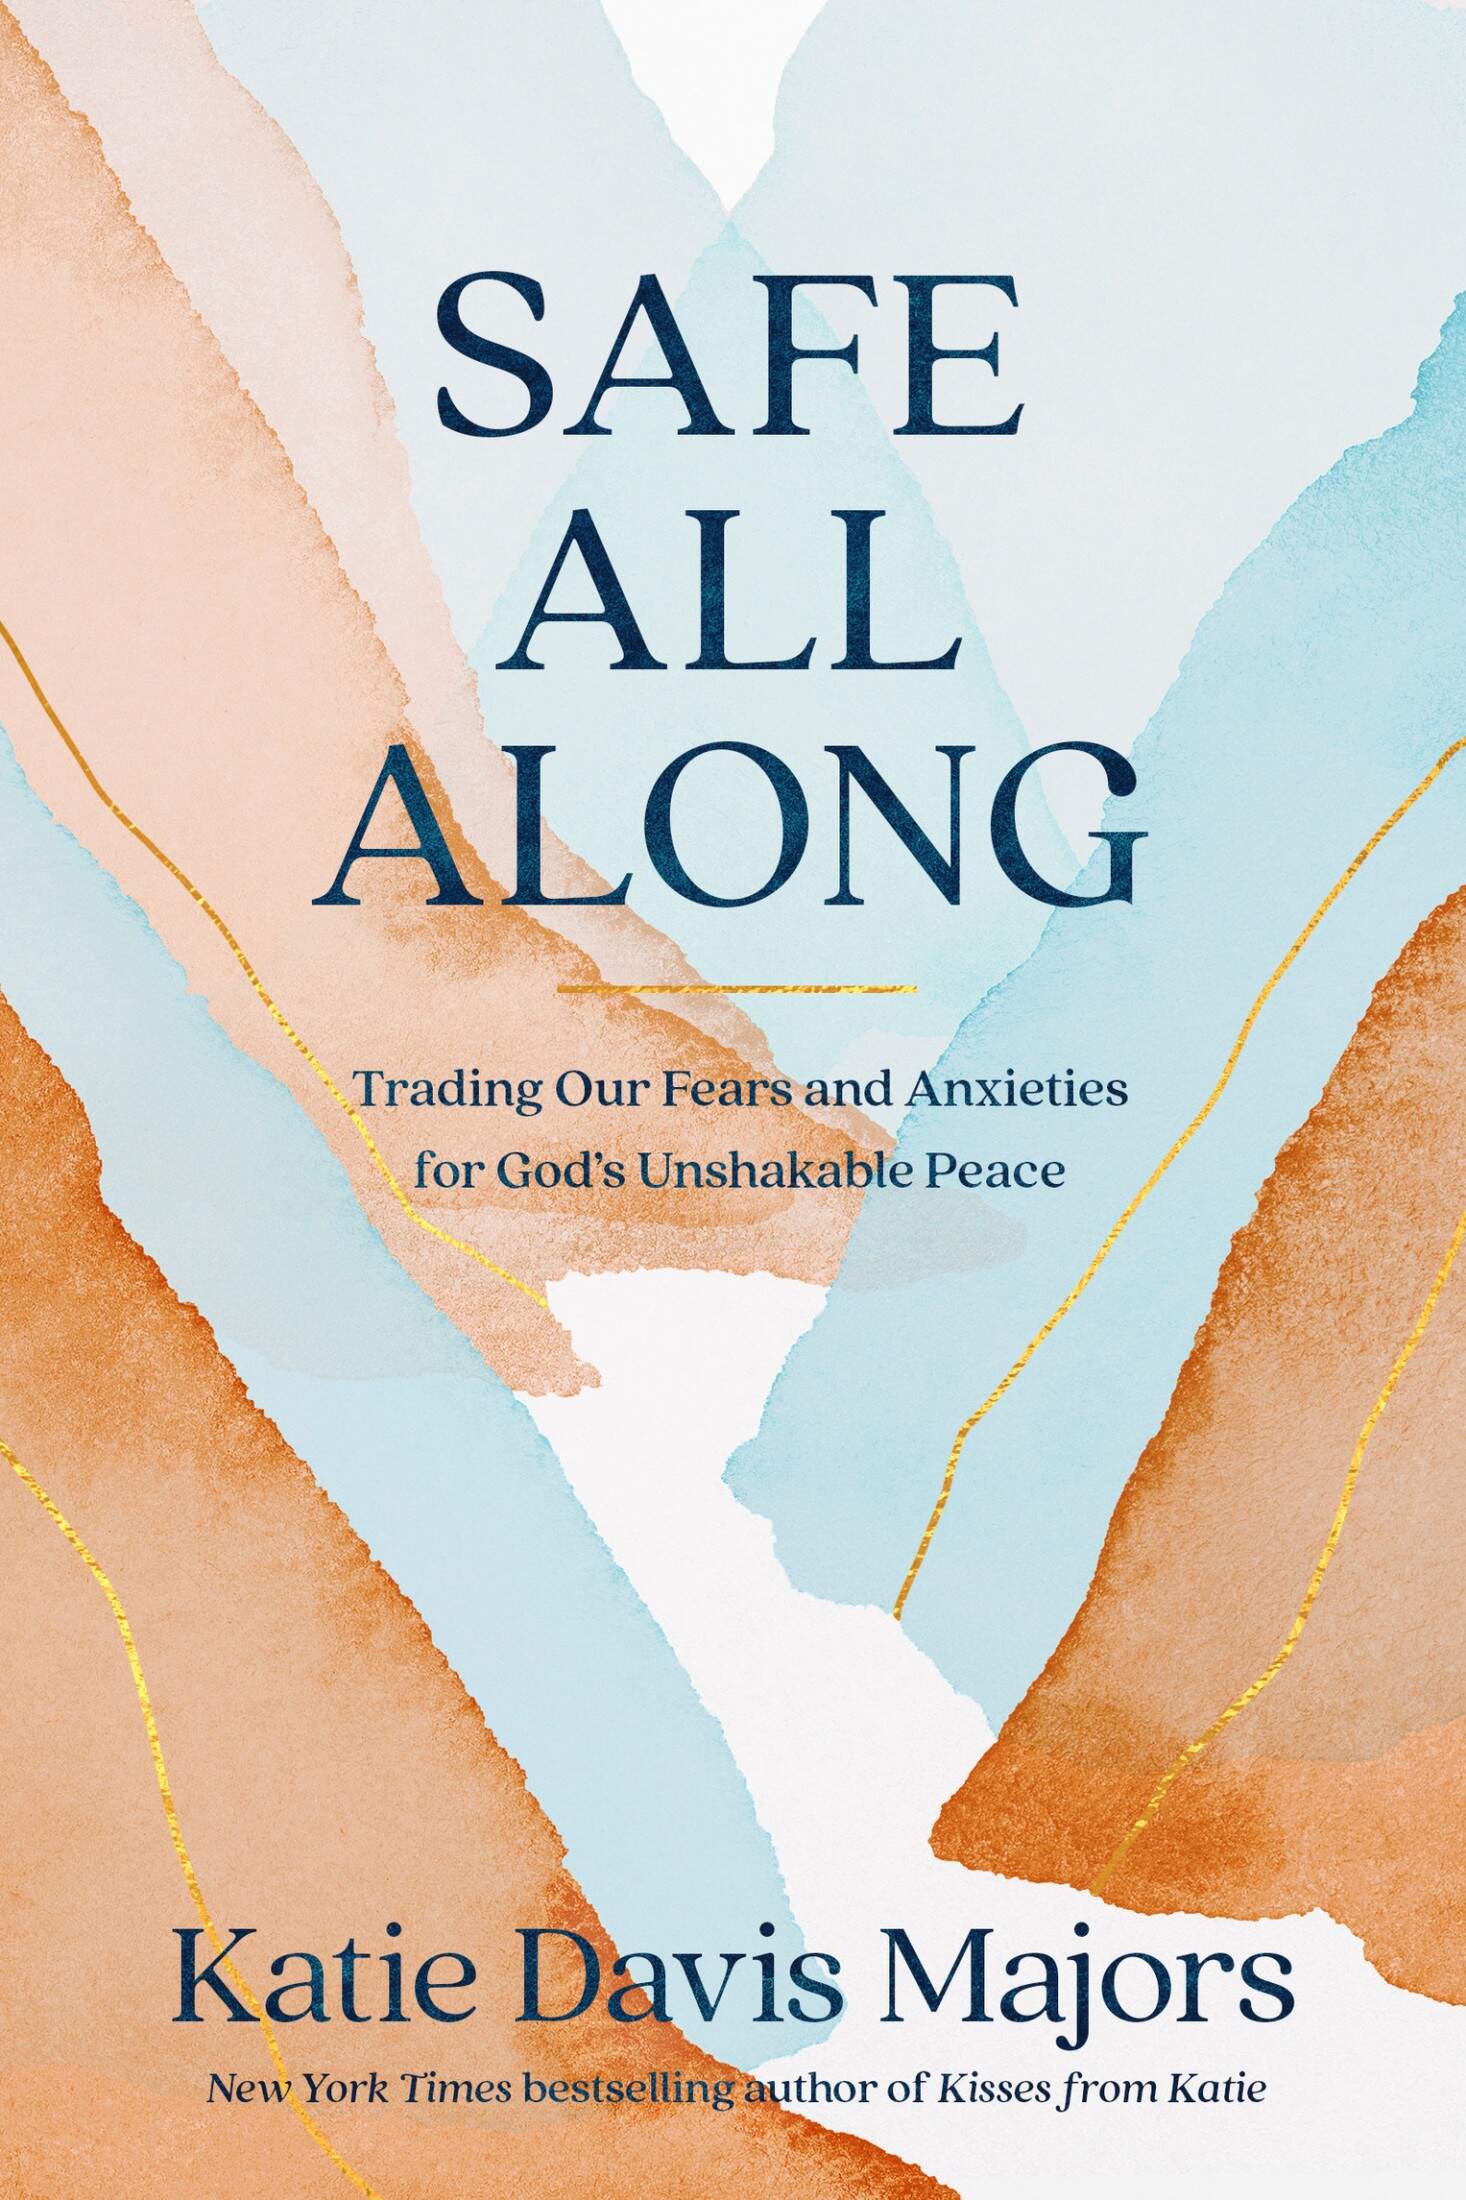 SAFE
ALL
ALONG
Trading Our Fears and Anxieties
for God’s Unshakable Peace
Katie Davis Majors
New York Times bestselling author of Kisses from Katie